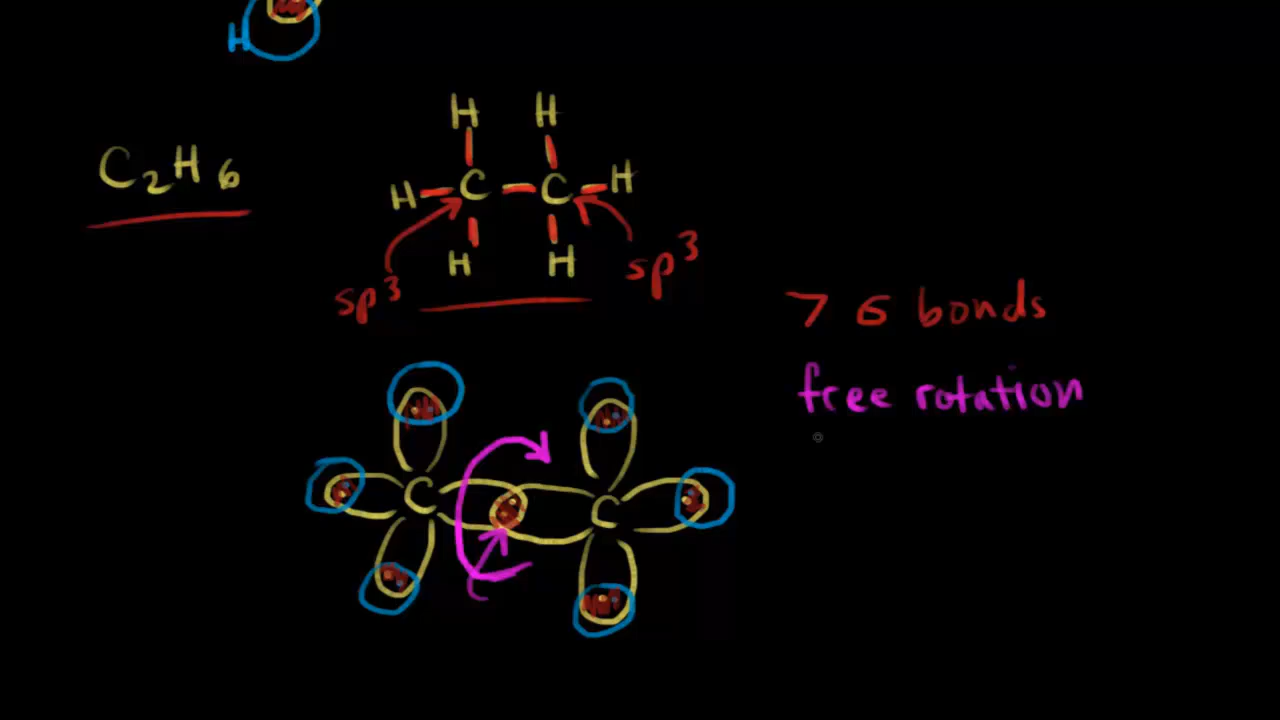 H
C₂H₆
H H
H C C H
H H
sp³ sp³
7 σ bonds
free rotation
C C